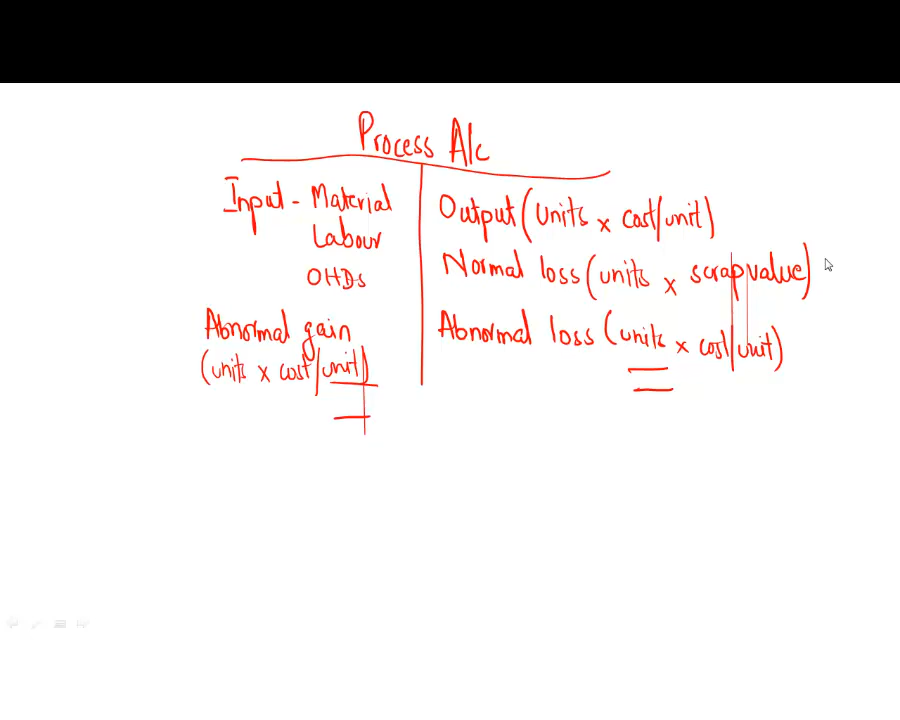 Process A/c
Input - Material
Labour
OHDs
Abnormal gain
(units x cost/unit)
Output (units x cost/unit)
Normal loss (units x scrap value)
Abnormal loss (units x cost/unit)